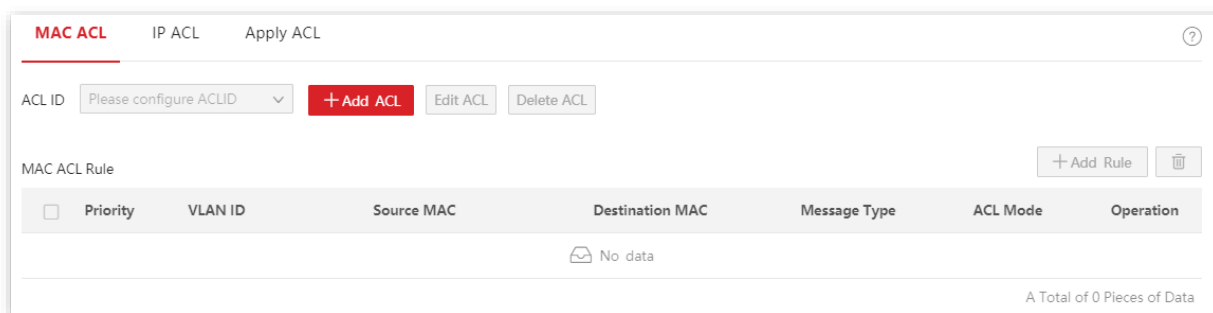 MAC ACL IP ACL Apply ACL ?
ACL ID Please configure ACLID + Add ACL Edit ACL Delete ACL
MAC ACL Rule + Add Rule
Priority VLAN ID Source MAC Destination MAC Message Type ACL Mode Operation
No data
A Total of 0 Pieces of Data